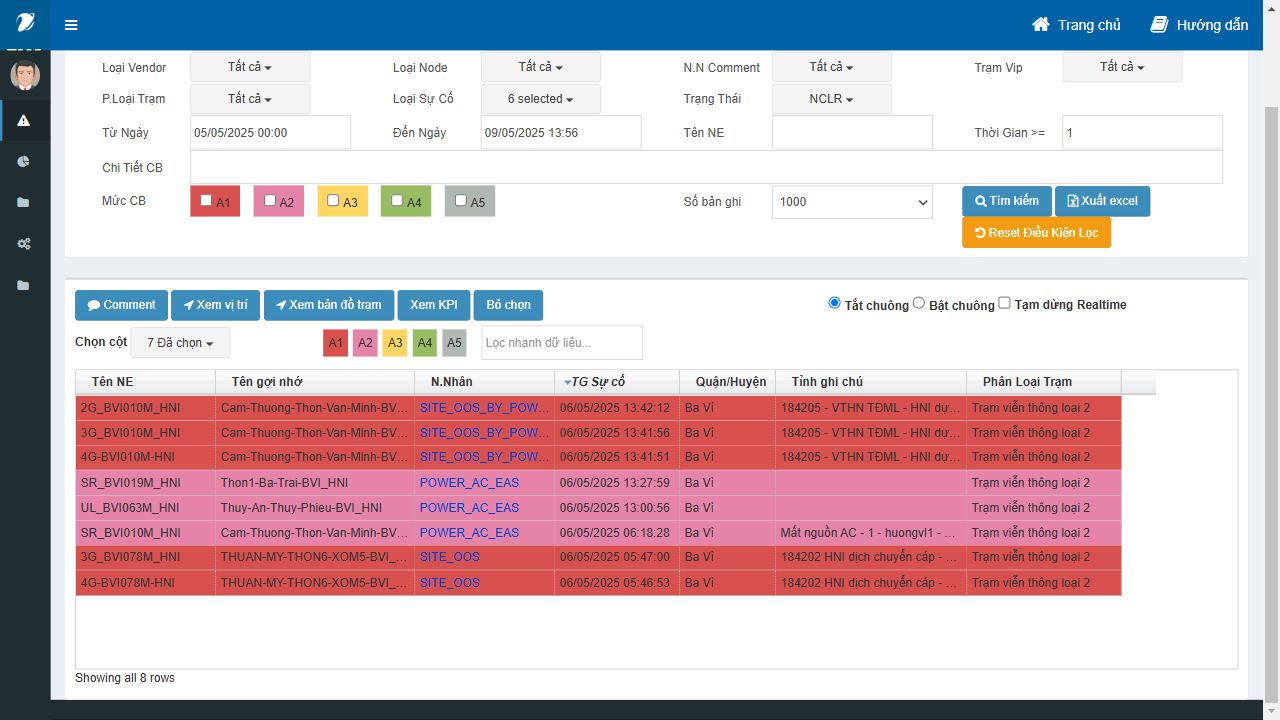 Trang chủ Hướng dẫn
Loại Vendor Tất cả Loại Node Tất cả N.N Comment Tất cả Trạm Vip Tất cả
P.Loại Trạm Tất cả Loại Sự Cố 6 selected Trạng Thái NCLR
Từ Ngày 05/05/2025 00:00 Đến Ngày 09/05/2025 13:56 Tên NE Thời Gian >= 1
Chi Tiết CB
Mức CB A1 A2 A3 A4 A5 Số bản ghi 1000 Tìm kiếm Xuất excel
Reset Điều Kiện Lọc
Comment Xem vị trí Xem bản đồ trạm Xem KPI Bỏ chọn Tắt chuông Bật chuông Tạm dừng Realtime
Chọn cột 7 Đã chọn A1 A2 A3 A4 A5 Lọc nhanh dữ liệu...
Tên NE Tên gợi nhớ N.Nhân TG Sự cố Quận/Huyện Tỉnh ghi chú Phân Loại Trạm
2G_BVI010M_HNI Cam-Thuong-Thon-Van-Minh-BV... SITE_OOS_BY_POW... 06/05/2025 13:42:12 Ba Vì 184205 - VTHN TĐML - HNI dự... Trạm viễn thông loại 2
3G_BVI010M_HNI Cam-Thuong-Thon-Van-Minh-BV... SITE_OOS_BY_POW... 06/05/2025 13:41:56 Ba Vì 184205 - VTHN TĐML - HNI dự... Trạm viễn thông loại 2
4G-BVI010M-HNI Cam-Thuong-Thon-Van-Minh-BV... SITE_OOS_BY_POW... 06/05/2025 13:41:51 Ba Vì 184205 - VTHN TĐML - HNI dự... Trạm viễn thông loại 2
SR_BVI019M_HNI Thon1-Ba-Trai-BVI_HNI POWER_AC_EAS 06/05/2025 13:27:59 Ba Vì Trạm viễn thông loại 2
UL_BVI063M_HNI Thuy-An-Thuy-Phieu-BVI_HNI POWER_AC_EAS 06/05/2025 13:00:56 Ba Vì Trạm viễn thông loại 2
SR_BVI010M_HNI Cam-Thuong-Thon-Van-Minh-BV... POWER_AC_EAS 06/05/2025 06:18:28 Ba Vì Mất nguồn AC - 1 - huongvl1 - ... Trạm viễn thông loại 2
3G_BVI078M_HNI THUAN-MY-THON6-XOM5-BVI_... SITE_OOS 06/05/2025 05:47:00 Ba Vì 184202 HNI dịch chuyển cáp - ... Trạm viễn thông loại 2
4G-BVI078M-HNI THUAN-MY-THON6-XOM5-BVI_... SITE_OOS 06/05/2025 05:46:53 Ba Vì 184202 HNI dịch chuyển cáp - ... Trạm viễn thông loại 2
Showing all 8 rows